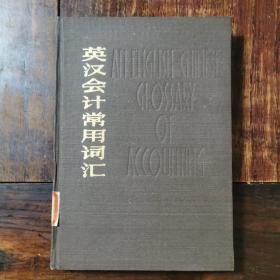 英汉会计常用词汇
AN ENGLISH-CHINESE
GLOSSARY
OF
ACCOUNTING